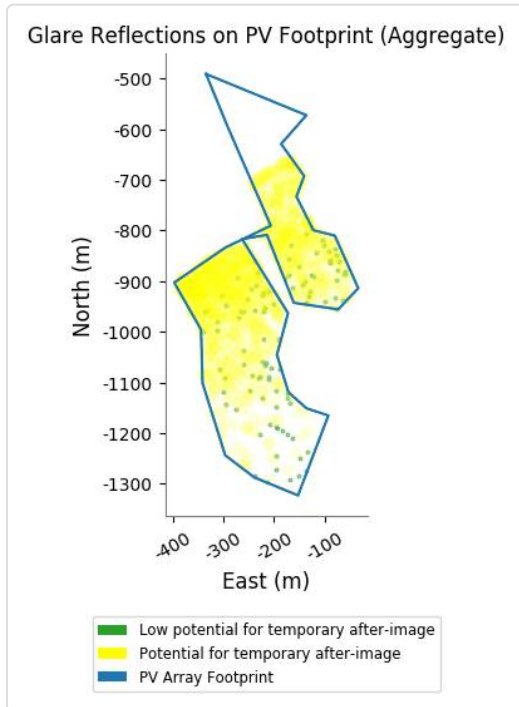 Glare Reflections on PV Footprint (Aggregate)
-500
-600
-700
-800
-900
-1000
-1100
-1200
-1300
North (m)
-400
-300
-200
-100
East (m)
Low potential for temporary after-image
Potential for temporary after-image
PV Array Footprint